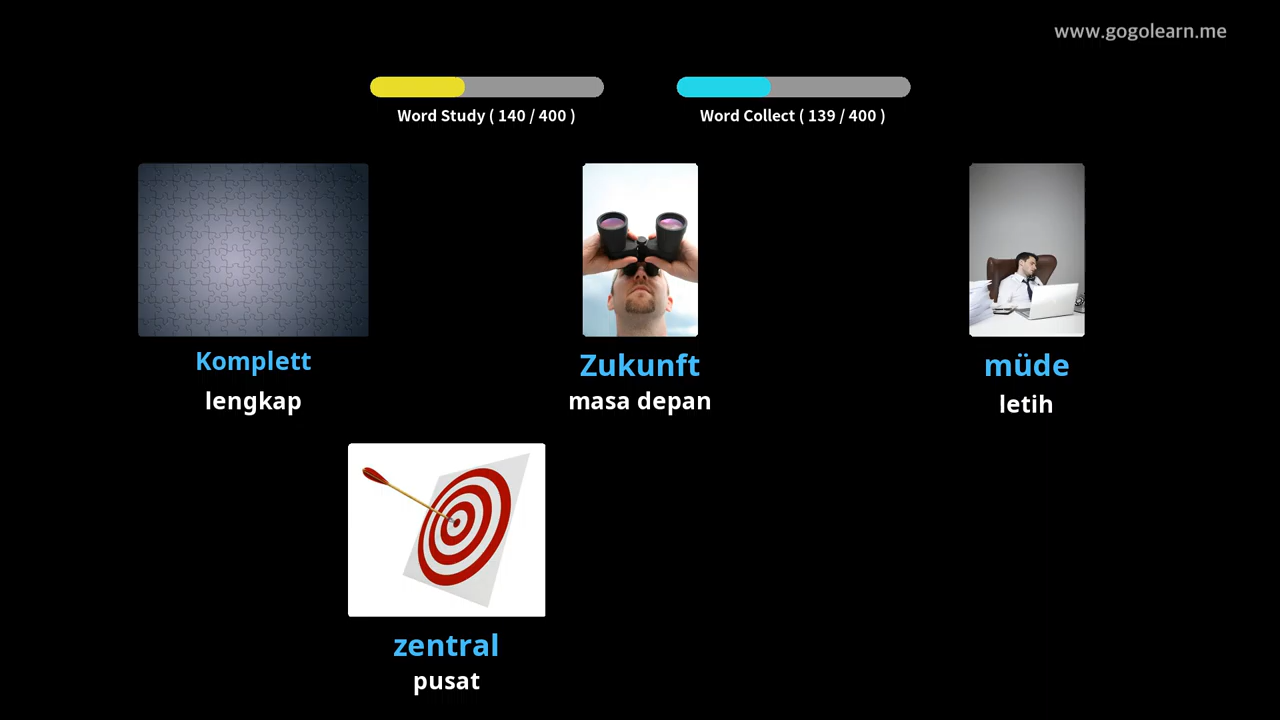 www.gogolearn.me
Word Study ( 140 / 400 )
Word Collect ( 139 / 400 )
Komplett
lengkap
Zukunft
masa depan
müde
letih
zentral
pusat